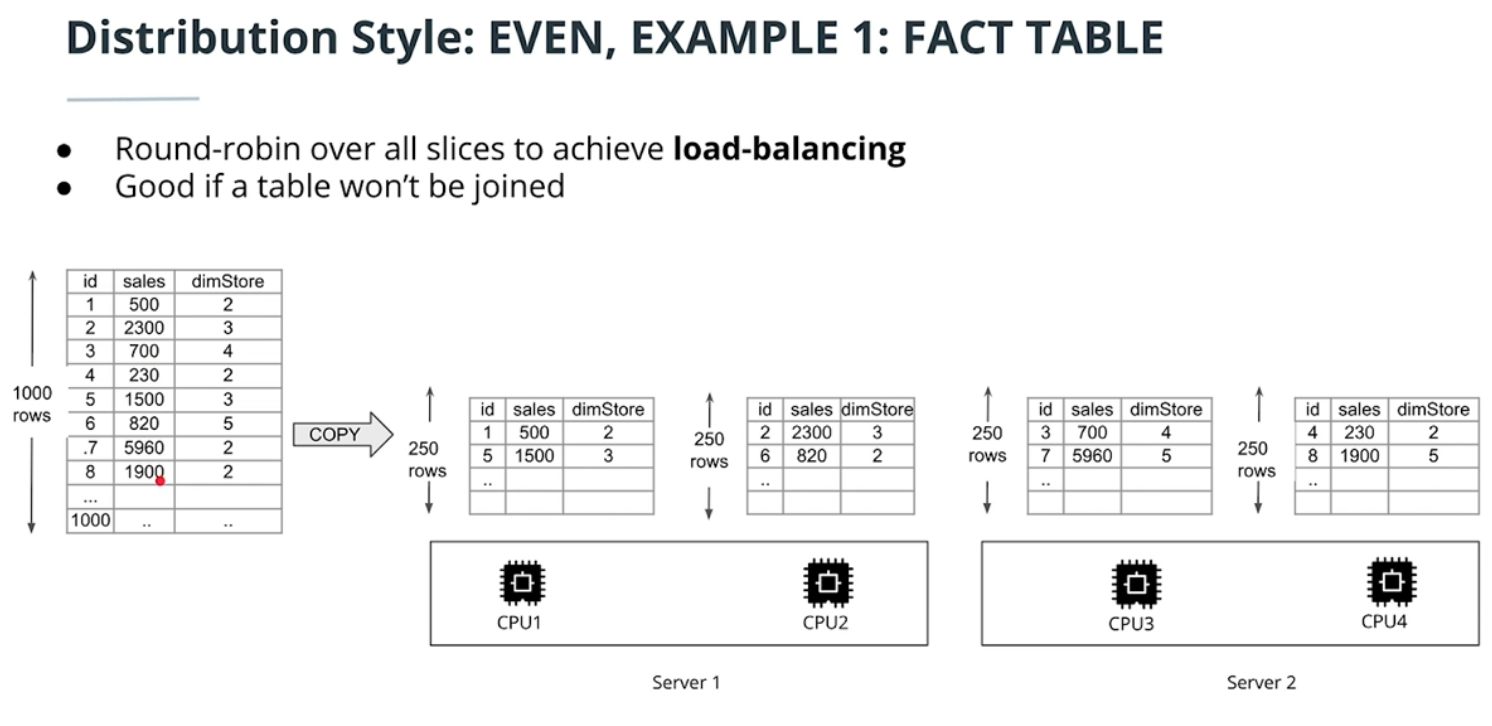 Distribution Style: EVEN, EXAMPLE 1: FACT TABLE
● Round-robin over all slices to achieve load-balancing
● Good if a table won't be joined
1000
rows
id sales dimStore
1 500 2
2 2300 3
3 700 4
4 230 2
5 1500 3
6 820 5
.7 5960 2
8 1900 2
...
1000 .. ..
COPY
250
rows
id sales dimStore
1 500 2
5 1500 3
..
250
rows
id sales dimStore
2 2300 3
6 820 2
..
250
rows
id sales dimStore
3 700 4
7 5960 5
..
250
rows
id sales dimStore
4 230 2
8 1900 5
..
CPU1
CPU2
CPU3
CPU4
Server 1
Server 2